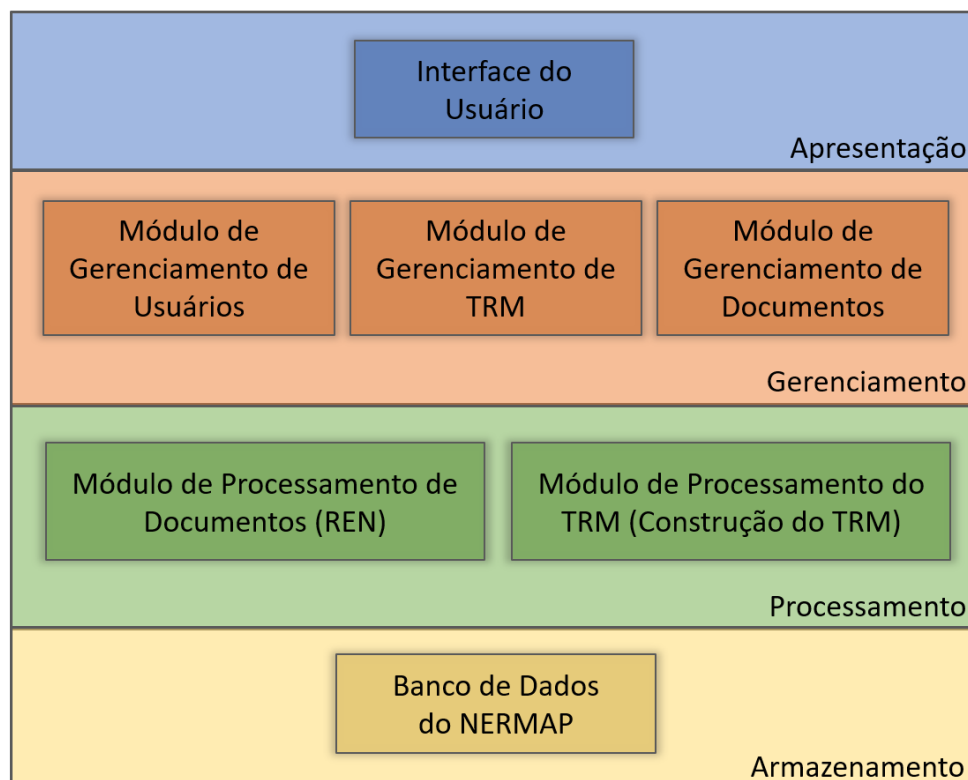 Interface do
Usuário
Apresentação
Módulo de
Gerenciamento de
Usuários
Módulo de
Gerenciamento de
TRM
Módulo de
Gerenciamento de
Documentos
Gerenciamento
Módulo de Processamento de
Documentos (REN)
Módulo de Processamento do
TRM (Construção do TRM)
Processamento
Banco de Dados
do NERMAP
Armazenamento